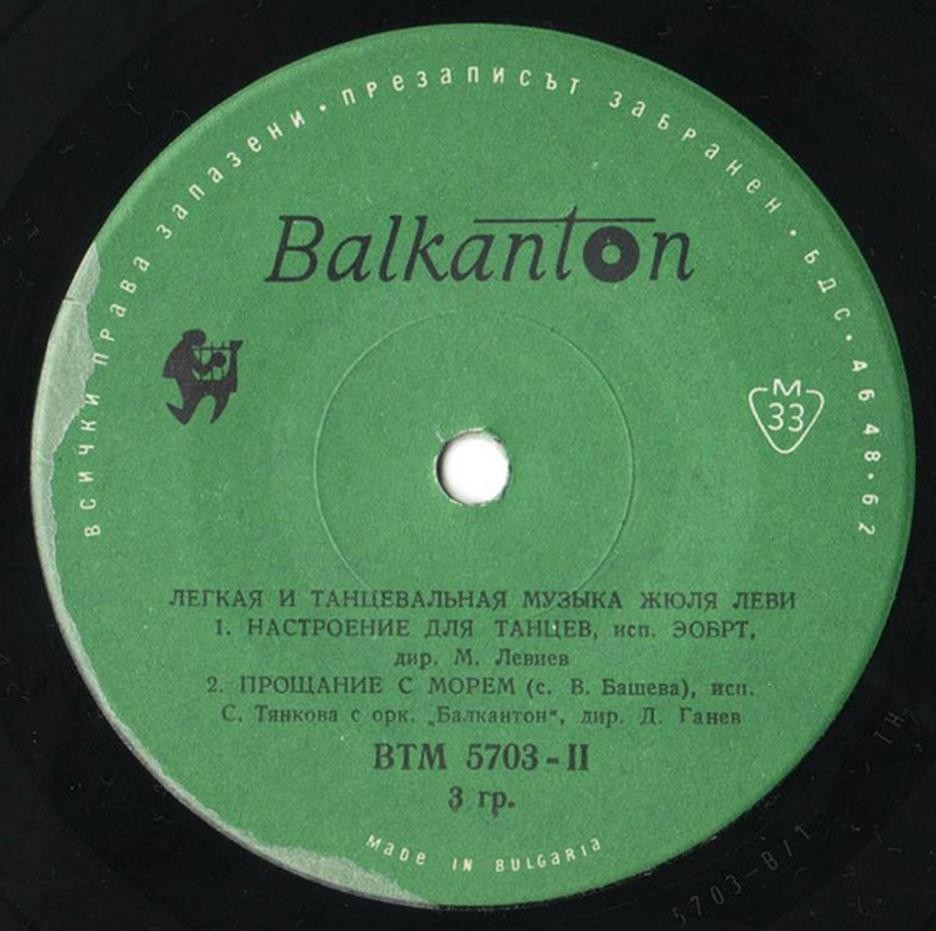 ВСИЧКИ ПРАВА ЗАПАЗЕНИ • ПРЕЗАПИСЪТ ЗАБРАНЕН • БДС • 4648 • 62
Balkanton
М
33
ЛЕГКАЯ И ТАНЦЕВАЛЬНАЯ МУЗЫКА ЖЮЛЯ ЛЕВИ
1. НАСТРОЕНИЕ ДЛЯ ТАНЦЕВ, исп. ЭОБРТ,
дир. М. Левиев
2. ПРОЩАНИЕ С МОРЕМ (с. В. Башева), исп.
С. Тянкова с орк. „Балкантон“, дир. Д. Ганев
ВТМ 5703-II
3 гр.
MADE IN BULGARIA
5703-B/1